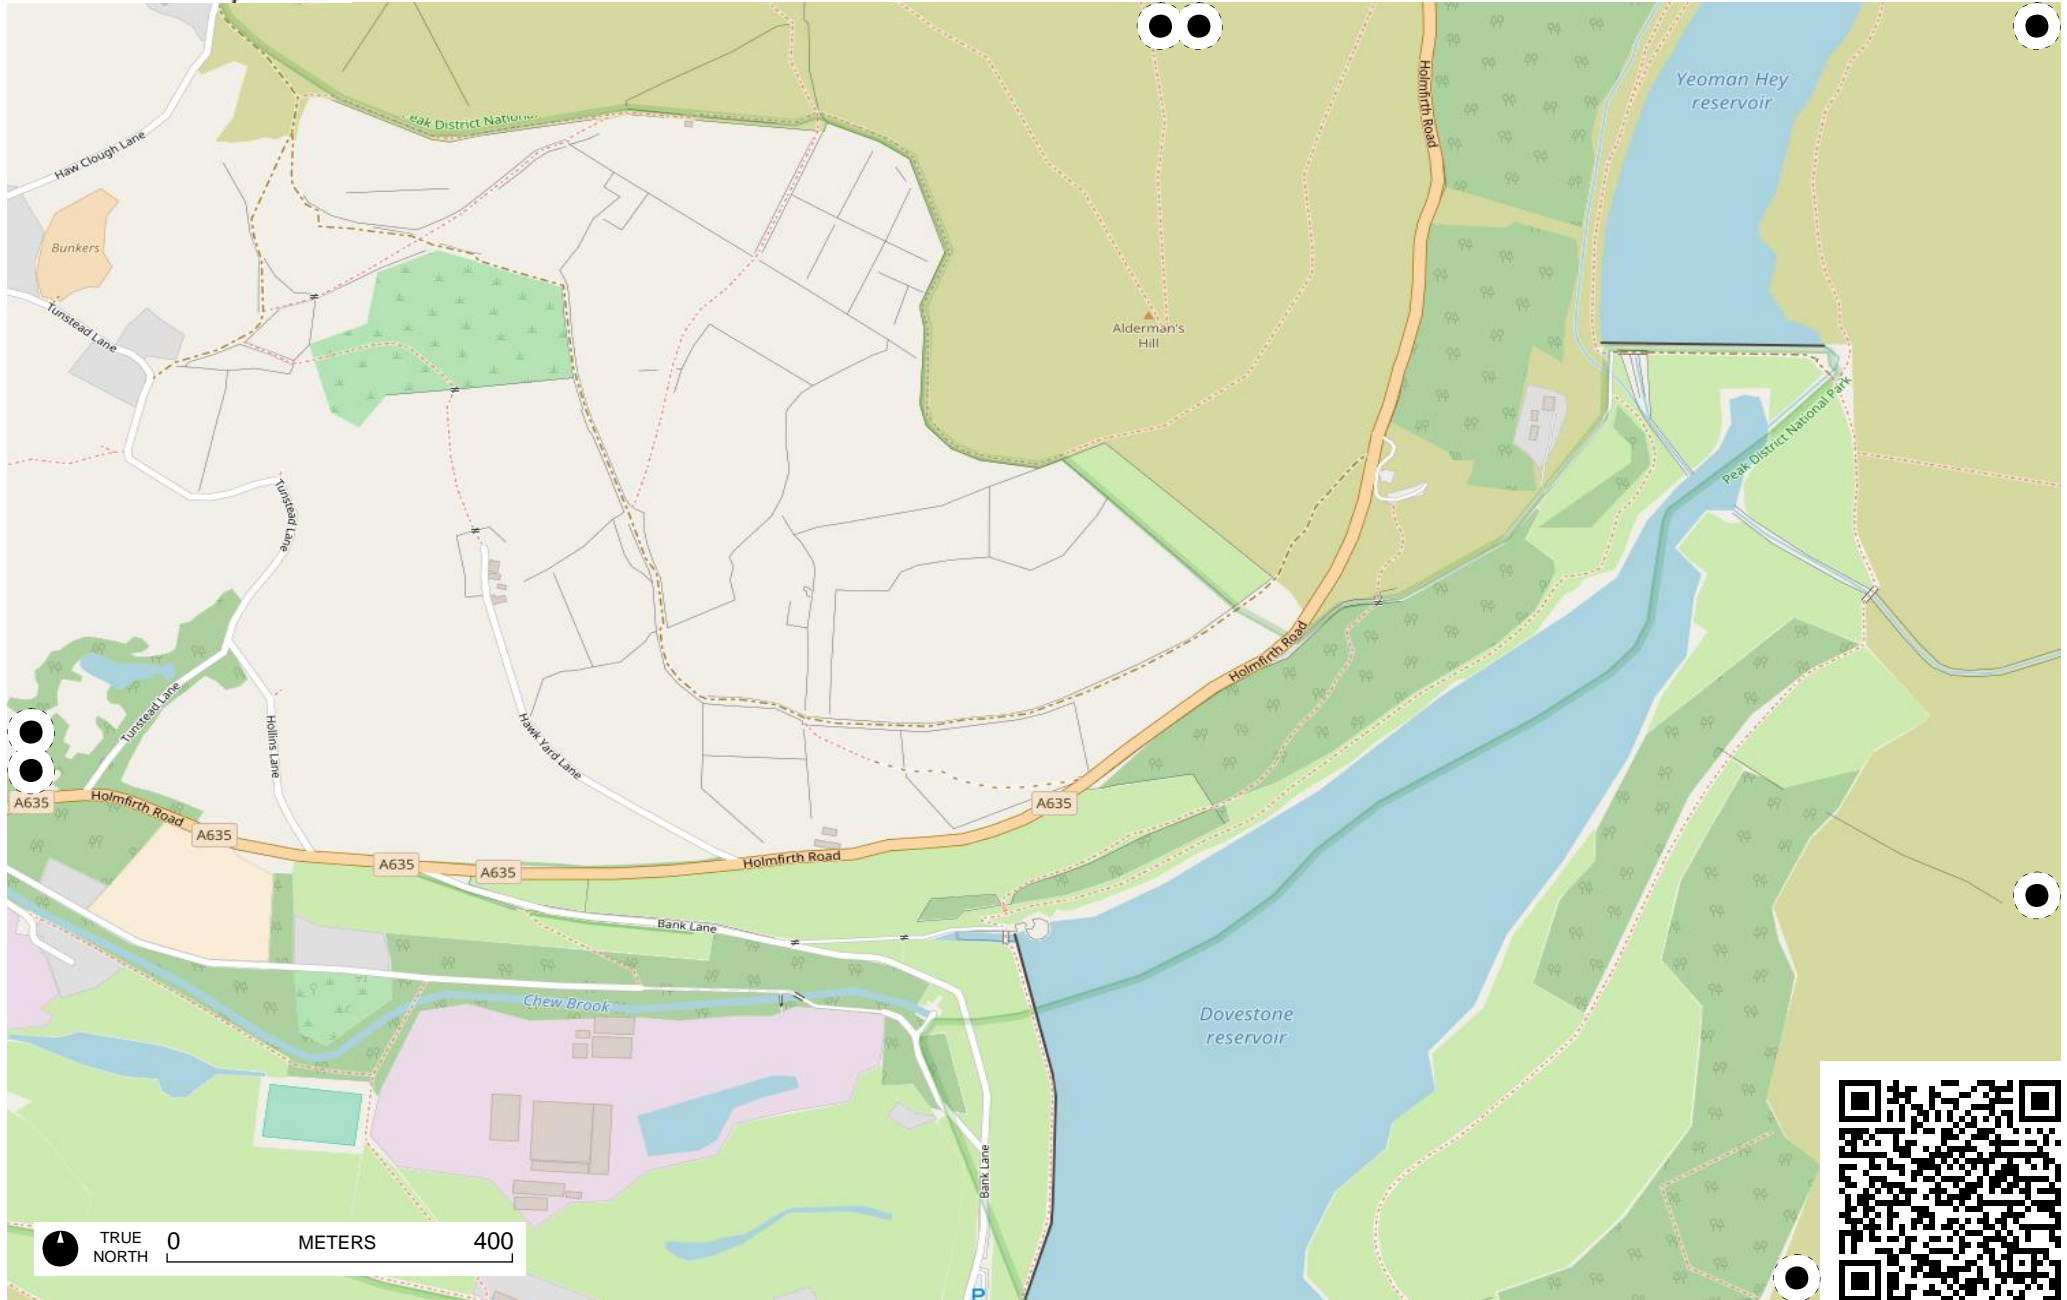 Yeoman Hey
reservoir
Holmfirth Road
eak District Nationa
Haw Clough Lane
Bunkers
Tunstead Lane
Alderman's
Hill
Peak District National Park
Tunstead Lane
Holmfirth Road
Tunstead Lane
Hollins Lane
Hawk Yard Lane
A635
Holmfirth Road
A635
A635
A635
A635
Holmfirth Road
Bank Lane
Chew Brook
Dovestone
reservoir
Bank Lane
TRUE
NORTH
0 METERS 400
P